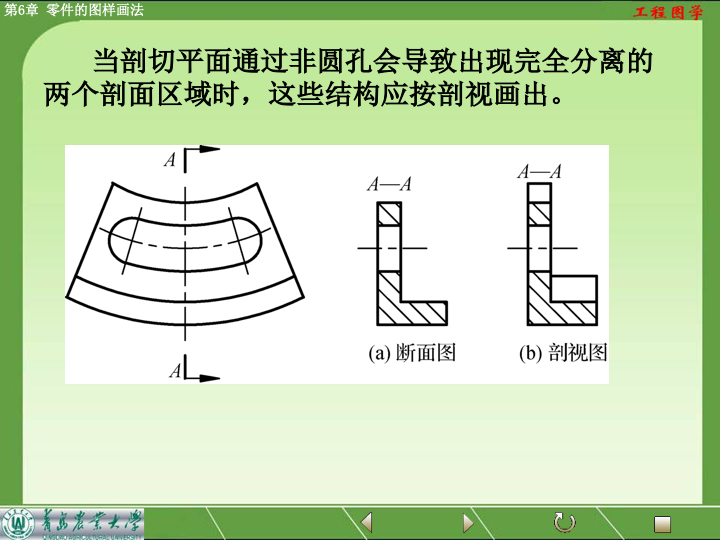 第6章 零件的图样画法
工程图学
当剖切平面通过非圆孔会导致出现完全分离的
两个剖面区域时，这些结构应按剖视画出。
A
A
A—A
A—A
(a) 断面图
(b) 剖视图
青岛农业大学
QINGDAO AGRICULTURAL UNIVERSITY